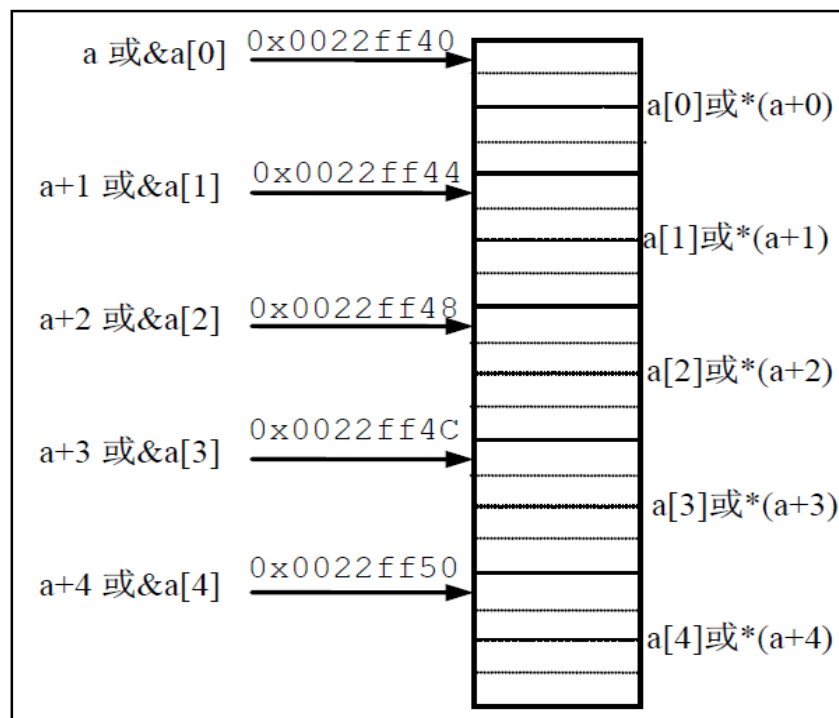 a 或&a[0]
0x0022ff40
a[0]或*(a+0)
a+1 或&a[1]
0x0022ff44
a[1]或*(a+1)
a+2 或&a[2]
0x0022ff48
a[2]或*(a+2)
a+3 或&a[3]
0x0022ff4C
a[3]或*(a+3)
a+4 或&a[4]
0x0022ff50
a[4]或*(a+4)